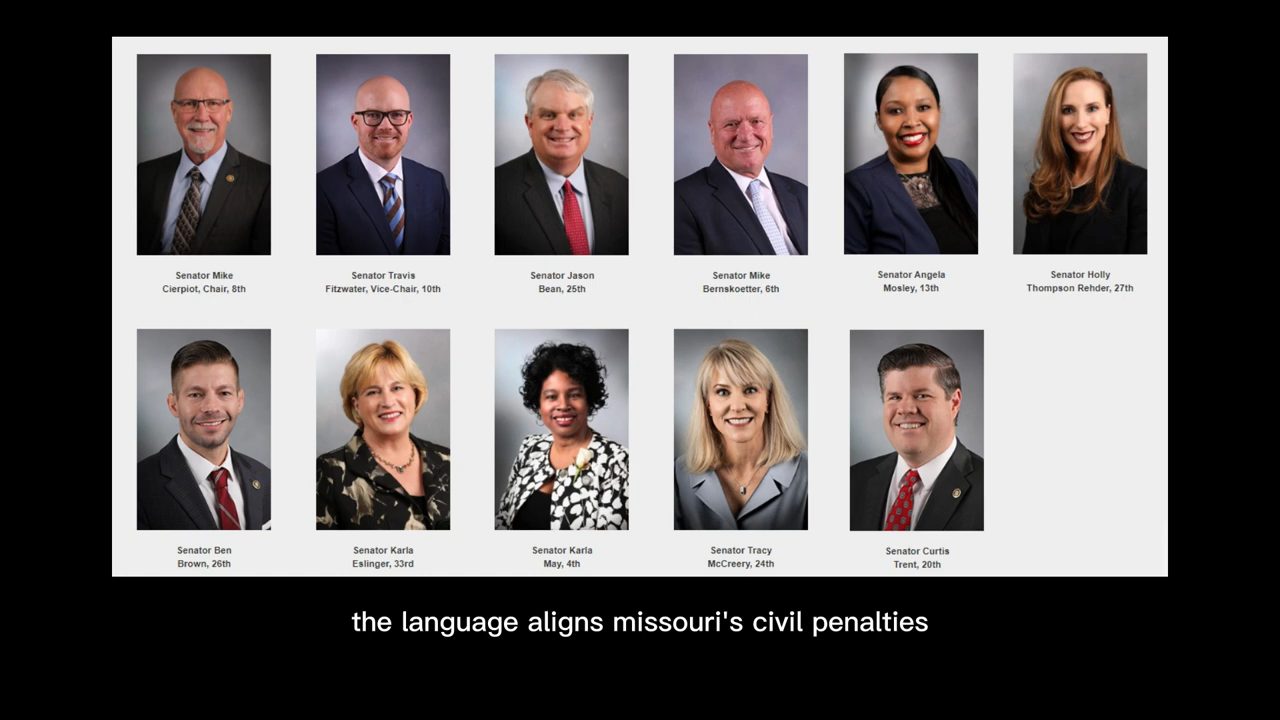 Senator Mike
Cierpiot, Chair, 8th
Senator Travis
Fitzwater, Vice-Chair, 10th
Senator Jason
Bean, 25th
Senator Mike
Bernskoetter, 6th
Senator Angela
Mosley, 13th
Senator Holly
Thompson Rehder, 27th
Senator Ben
Brown, 26th
Senator Karla
Eslinger, 33rd
Senator Karla
May, 4th
Senator Tracy
McCreery, 24th
Senator Curtis
Trent, 20th
the language aligns missouri's civil penalties